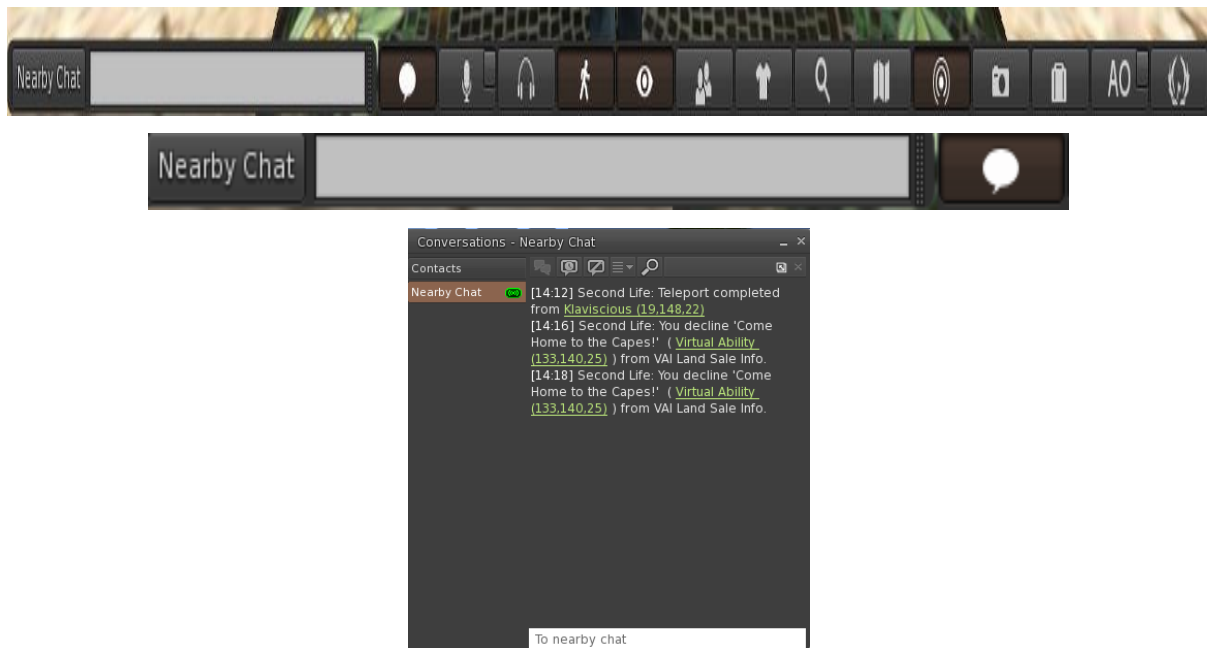 Nearby Chat
AO
Nearby Chat
Conversations - Nearby Chat
Contacts
Nearby Chat
[14:12] Second Life: Teleport completed
from Klaviscious (19,148,22)
[14:16] Second Life: You decline 'Come
Home to the Capes!' ( Virtual Ability
(133,140,25) ) from VAI Land Sale Info.
[14:18] Second Life: You decline 'Come
Home to the Capes!' ( Virtual Ability
(133,140,25) ) from VAI Land Sale Info.
To nearby chat